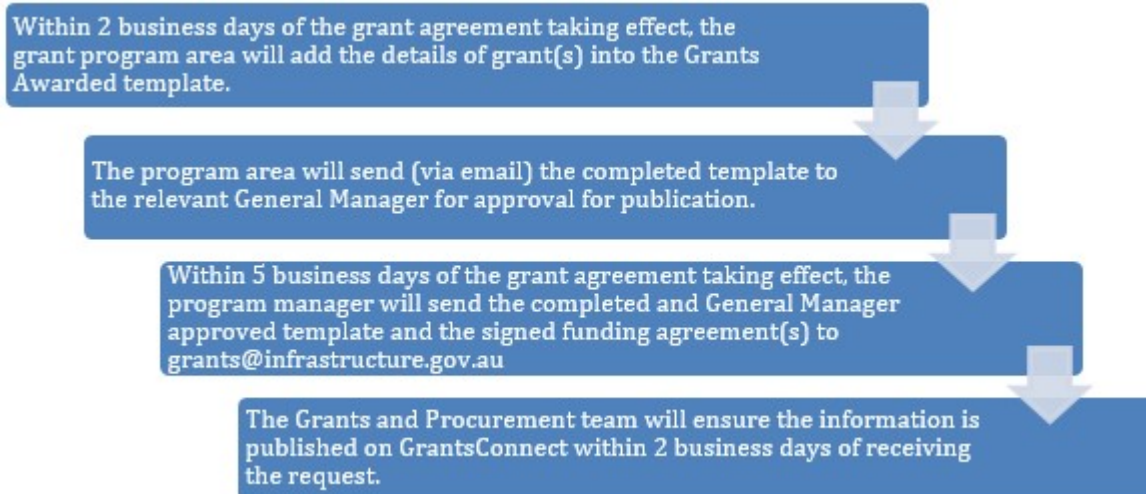 Within 2 business days of the grant agreement taking effect, the
grant program area will add the details of grant(s) into the Grants
Awarded template.
The program area will send (via email) the completed template to
the relevant General Manager for approval for publication.
Within 5 business days of the grant agreement taking effect, the
program manager will send the completed and General Manager
approved template and the signed funding agreement(s) to
grants@infrastructure.gov.au
The Grants and Procurement team will ensure the information is
published on GrantsConnect within 2 business days of receiving
the request.